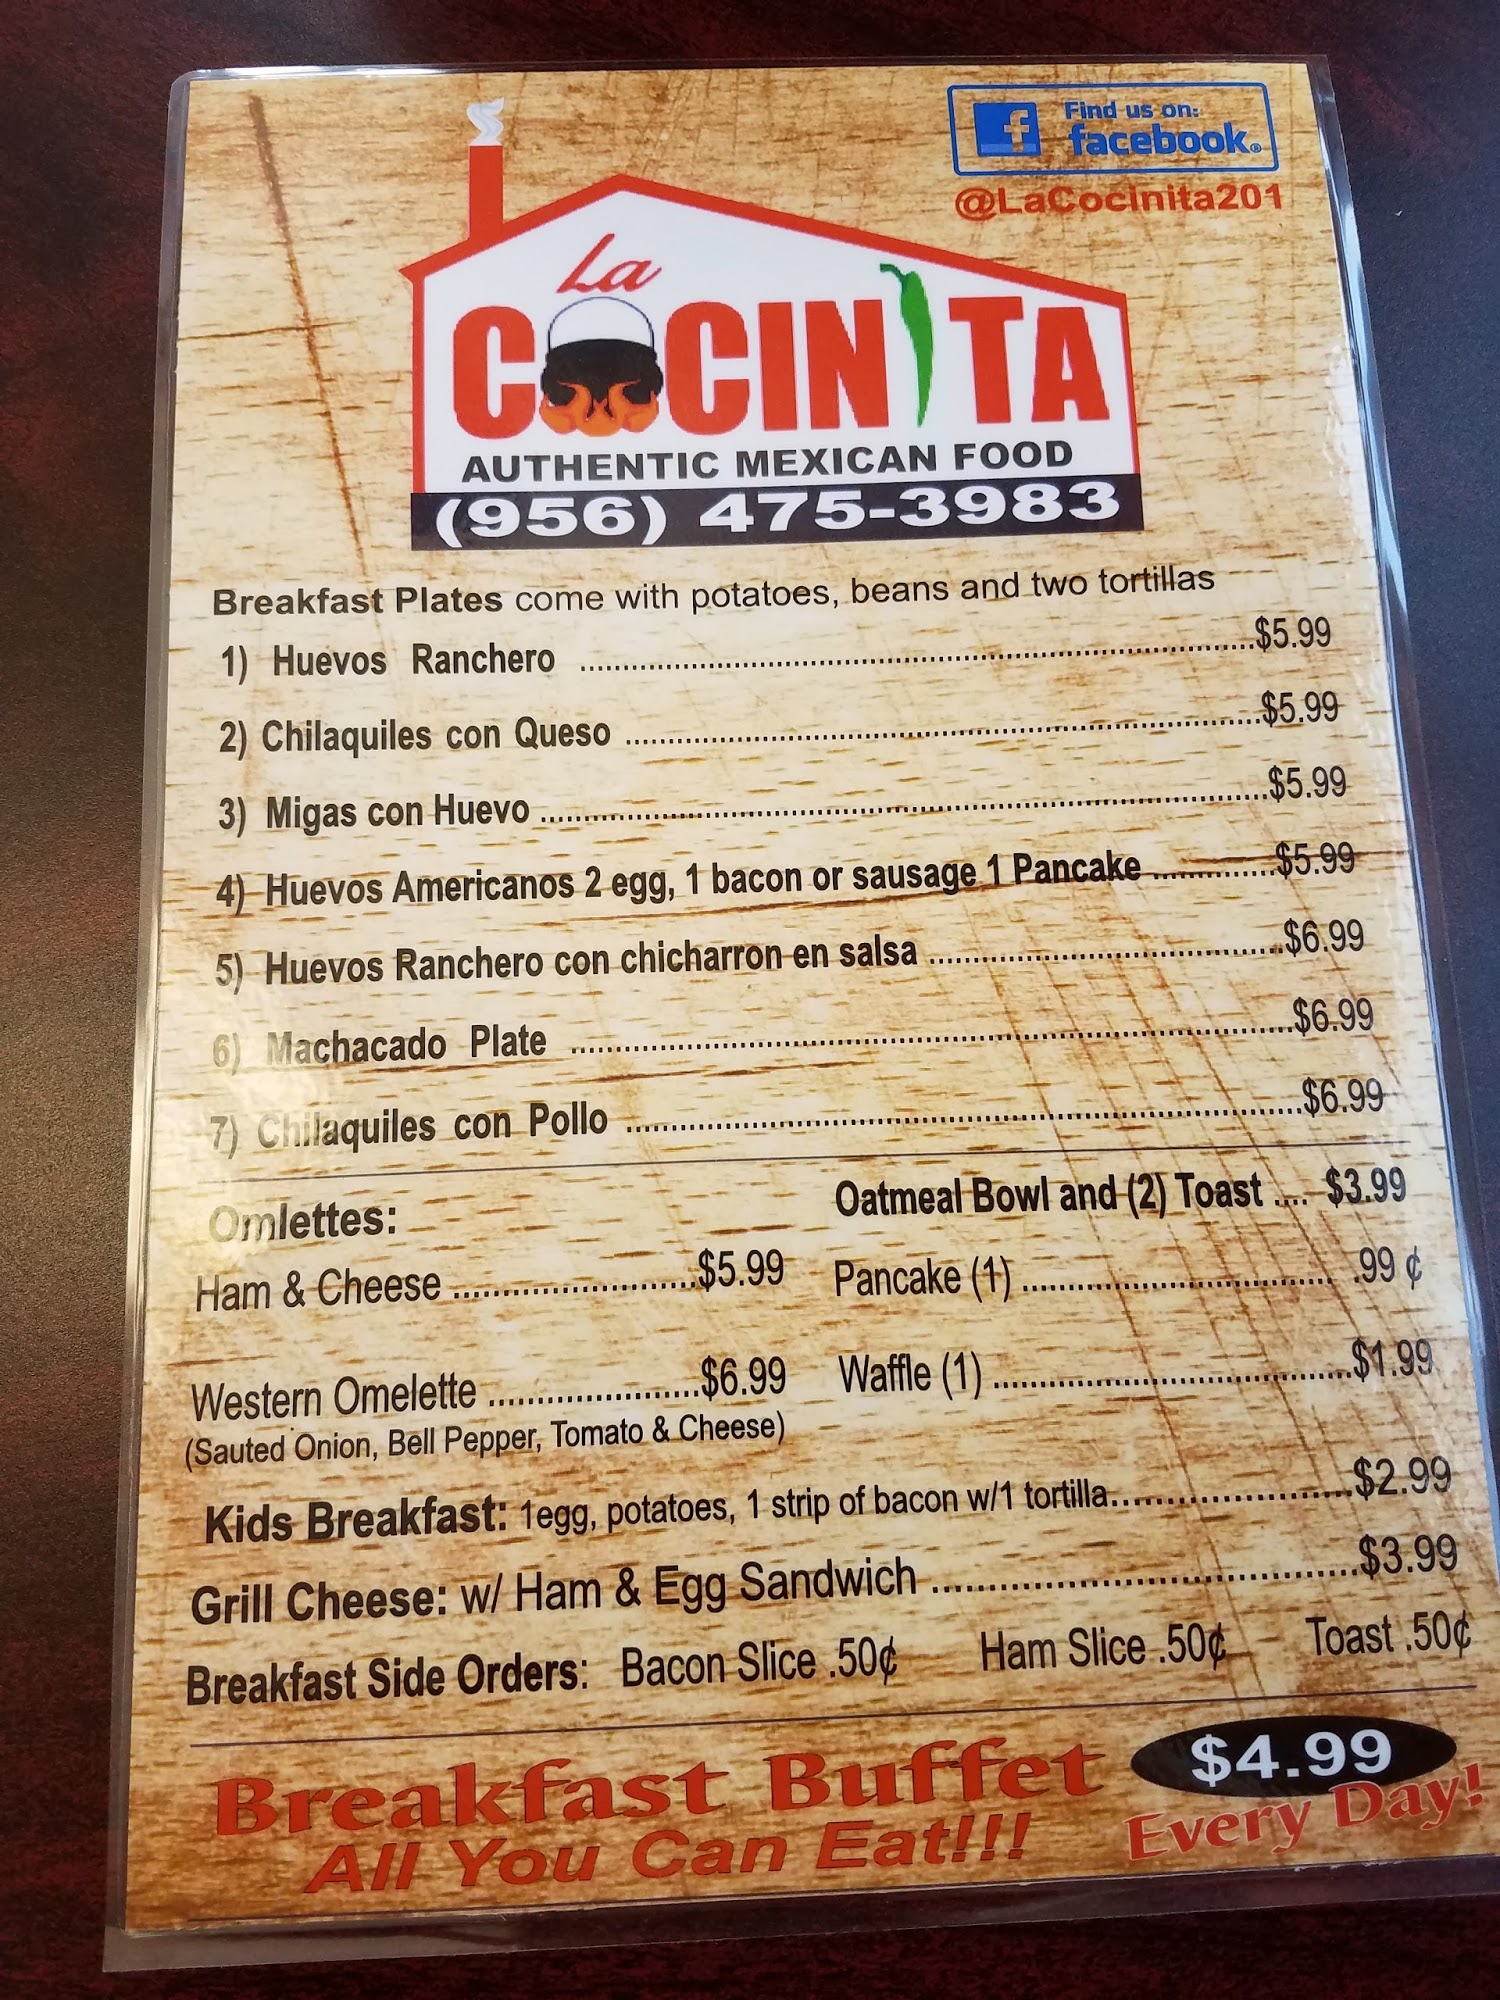 Find us on:
facebook®
@LaCocinita201
La
COCINITA
AUTHENTIC MEXICAN FOOD
(956) 475-3983
Breakfast Plates come with potatoes, beans and two tortillas
1) Huevos Ranchero ........ $5.99
2) Chilaquiles con Queso ........ $5.99
3) Migas con Huevo ........ $5.99
4) Huevos Americanos 2 egg, 1 bacon or sausage 1 Pancake ........ $5.99
5) Huevos Ranchero con chicharron en salsa ........ $6.99
6) Machacado Plate ........ $6.99
7) Chilaquiles con Pollo ........ $6.99
Omlettes:
Ham & Cheese ........ $5.99
Western Omelette ........ $6.99
(Sauted Onion, Bell Pepper, Tomato & Cheese)
Oatmeal Bowl and (2) Toast .... $3.99
Pancake (1) ........ .99 ¢
Waffle (1) ........ $1.99
Kids Breakfast: 1egg, potatoes, 1 strip of bacon w/1 tortilla ........ $2.99
Grill Cheese: w/ Ham & Egg Sandwich ........ $3.99
Breakfast Side Orders: Bacon Slice .50¢ Ham Slice .50¢ Toast .50¢
Breakfast Buffet $4.99
All You Can Eat!!! Every Day!